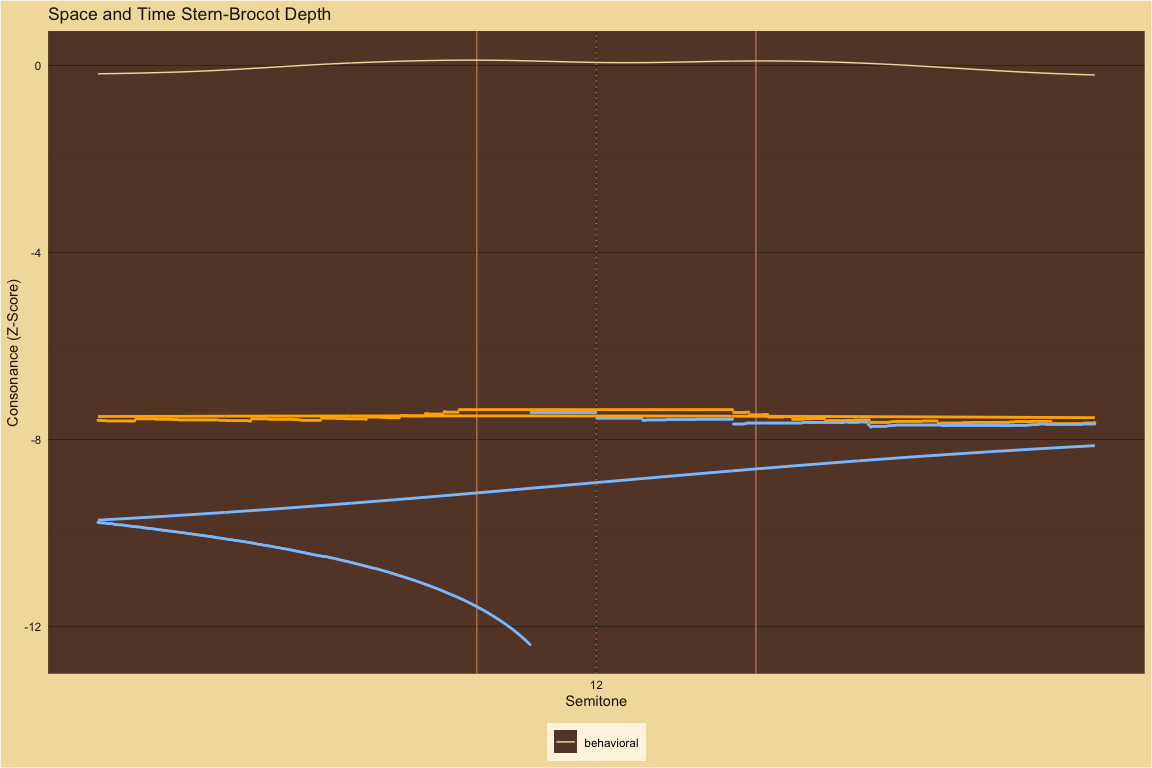 Space and Time Stern-Brocot Depth
Consonance (Z-Score)
0
-4
-8
-12
12
Semitone
behavioral